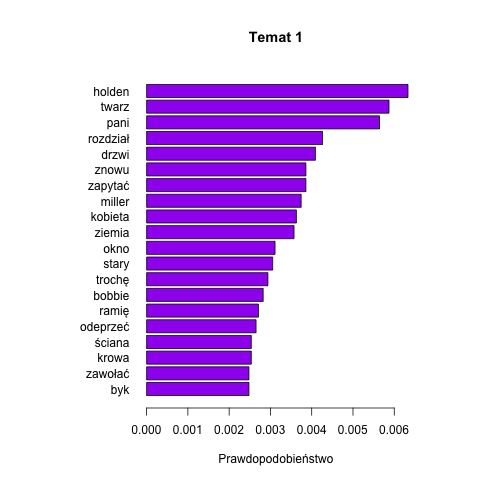 Temat 1
holden
twarz
pani
rozdział
drzwi
znowu
zapytać
miller
kobieta
ziemia
okno
stary
trochę
bobbie
ramię
odeprzeć
ściana
krowa
zawołać
byk
0.000 0.001 0.002 0.003 0.004 0.005 0.006
Prawdopodobieństwo